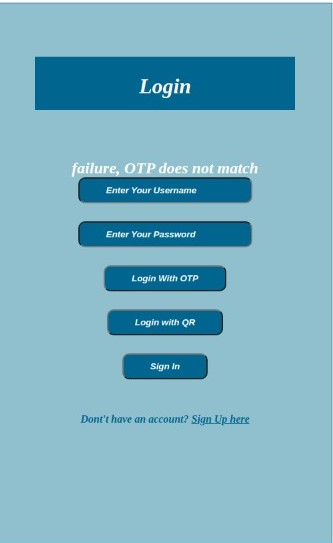 Login
failure, OTP does not match
Enter Your Username
Enter Your Password
Login With OTP
Login with QR
Sign In
Dont't have an account? Sign Up here